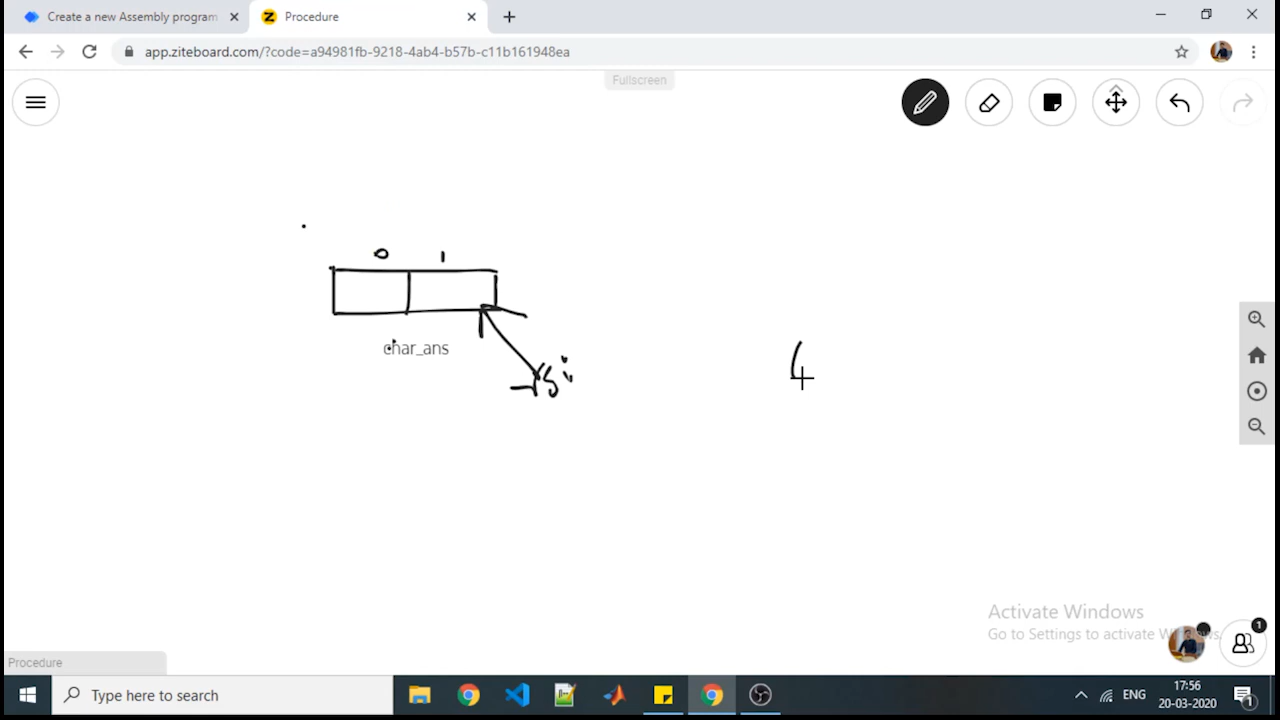 Create a new Assembly program
Procedure
app.ziteboard.com/?code=a94981fb-9218-4ab4-b57b-c11b161948ea
Fullscreen
0 1
char_ans
rsi
Activate Windows
Go to Settings to activate Windows.
1
Procedure
Type here to search
ENG
17:56
20-03-2020
1